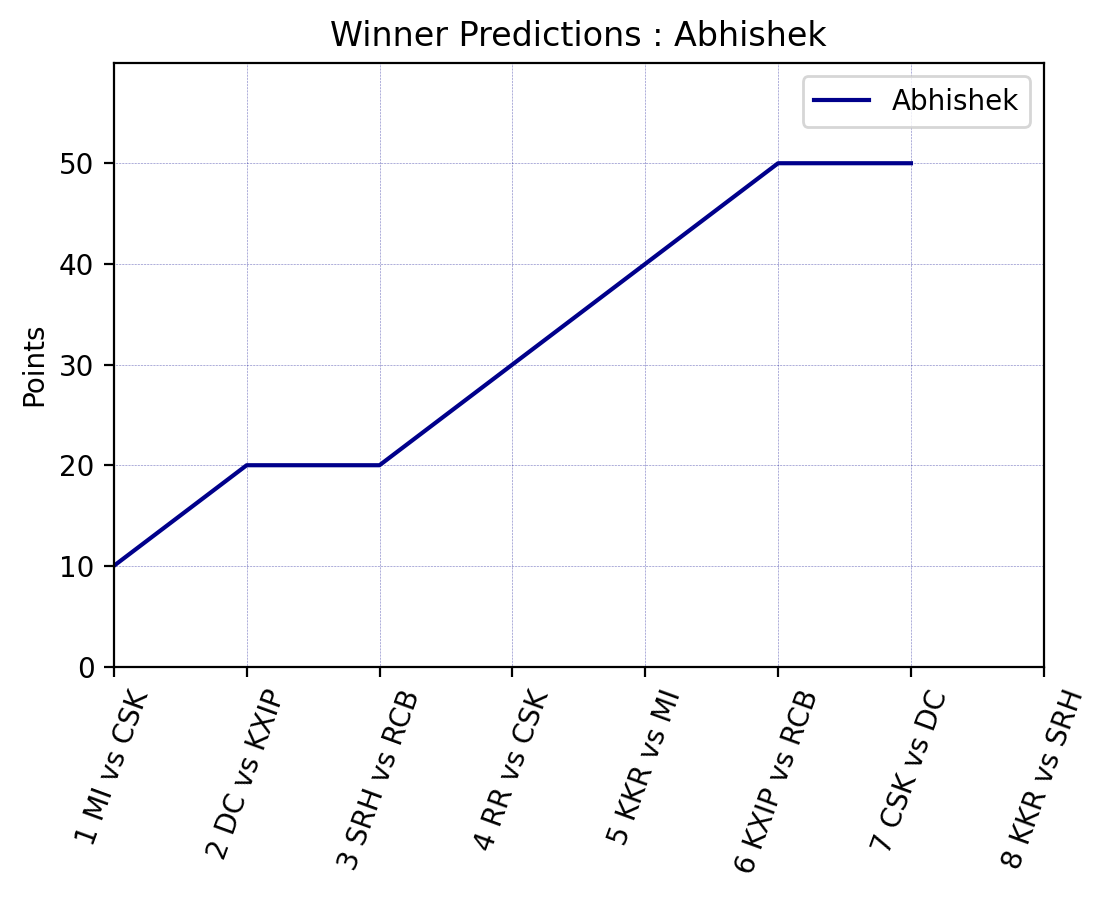 Winner Predictions : Abhishek
Abhishek
Points
50
40
30
20
10
0
1 MI vs CSK
2 DC vs KXIP
3 SRH vs RCB
4 RR vs CSK
5 KKR vs MI
6 KXIP vs RCB
7 CSK vs DC
8 KKR vs SRH